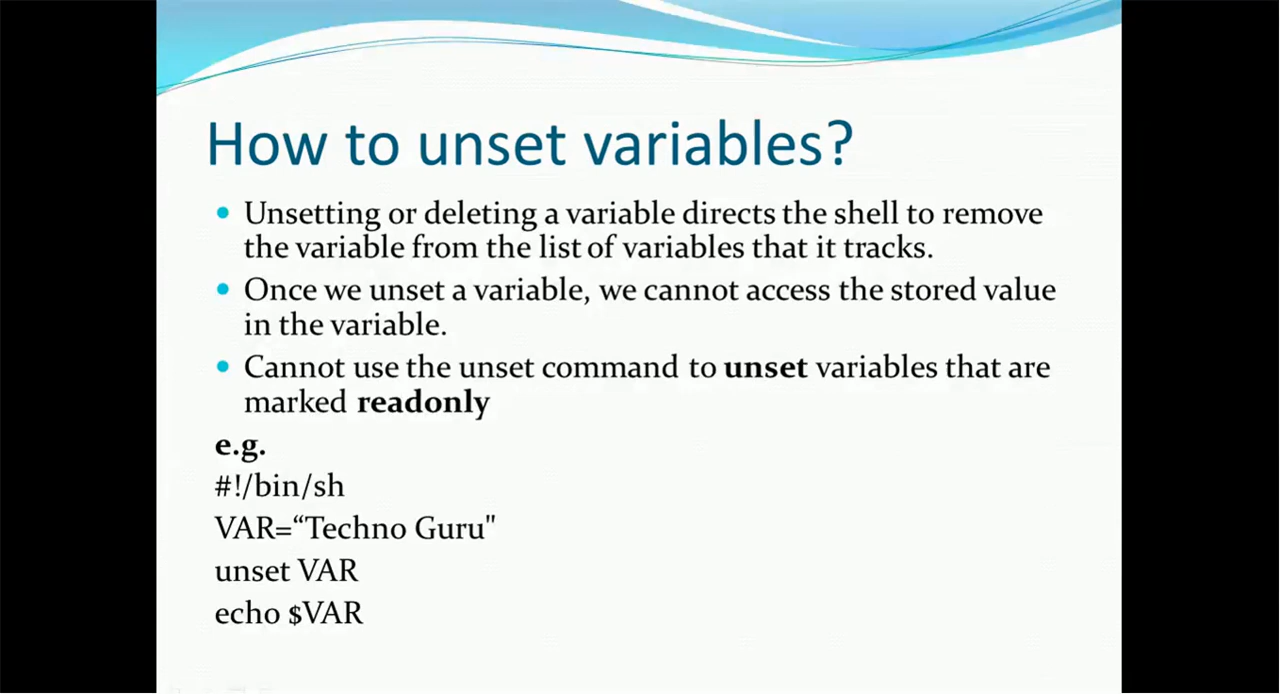 How to unset variables?
Unsetting or deleting a variable directs the shell to remove
the variable from the list of variables that it tracks.
Once we unset a variable, we cannot access the stored value
in the variable.
Cannot use the unset command to unset variables that are
marked readonly
e.g.
#!/bin/sh
VAR=“Techno Guru"
unset VAR
echo $VAR